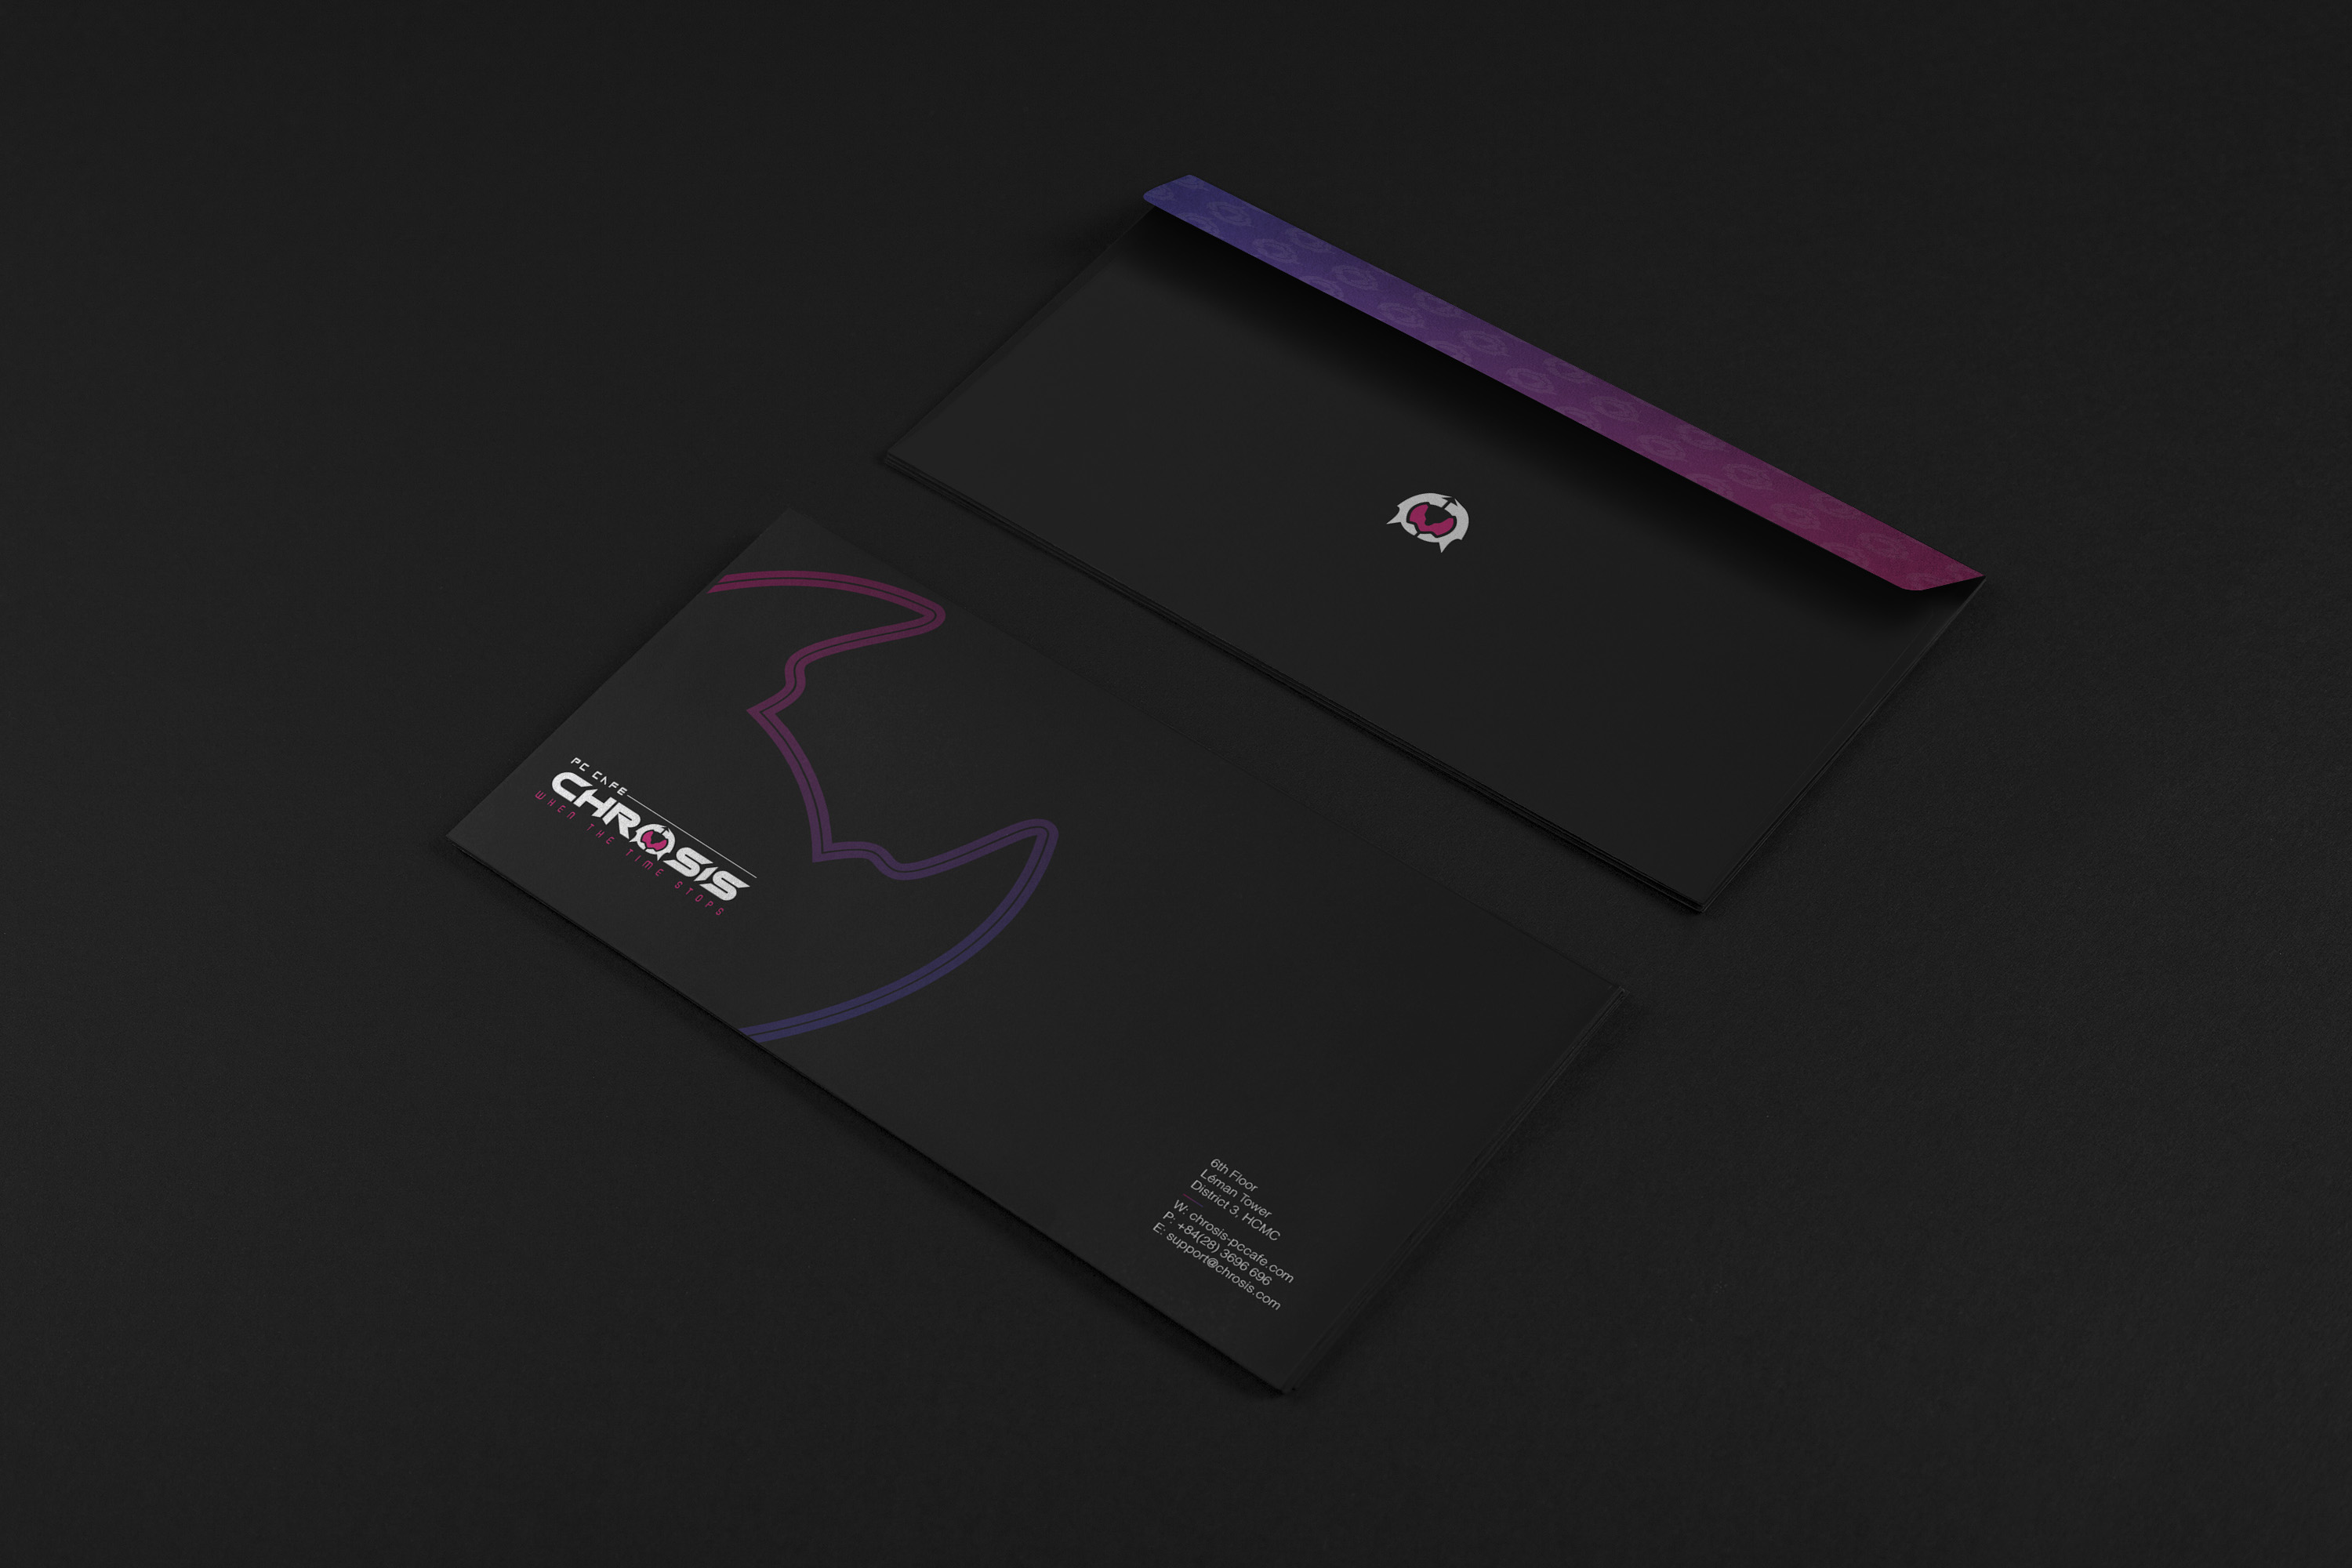 PC CAFE
CHROSIS
WHEN THE TIME STOPS
6th Floor
Léman Tower
District 3, HCMC
W: chrosis-pccafe.com
P: +84(28) 3696 696
E: support@chrosis.com